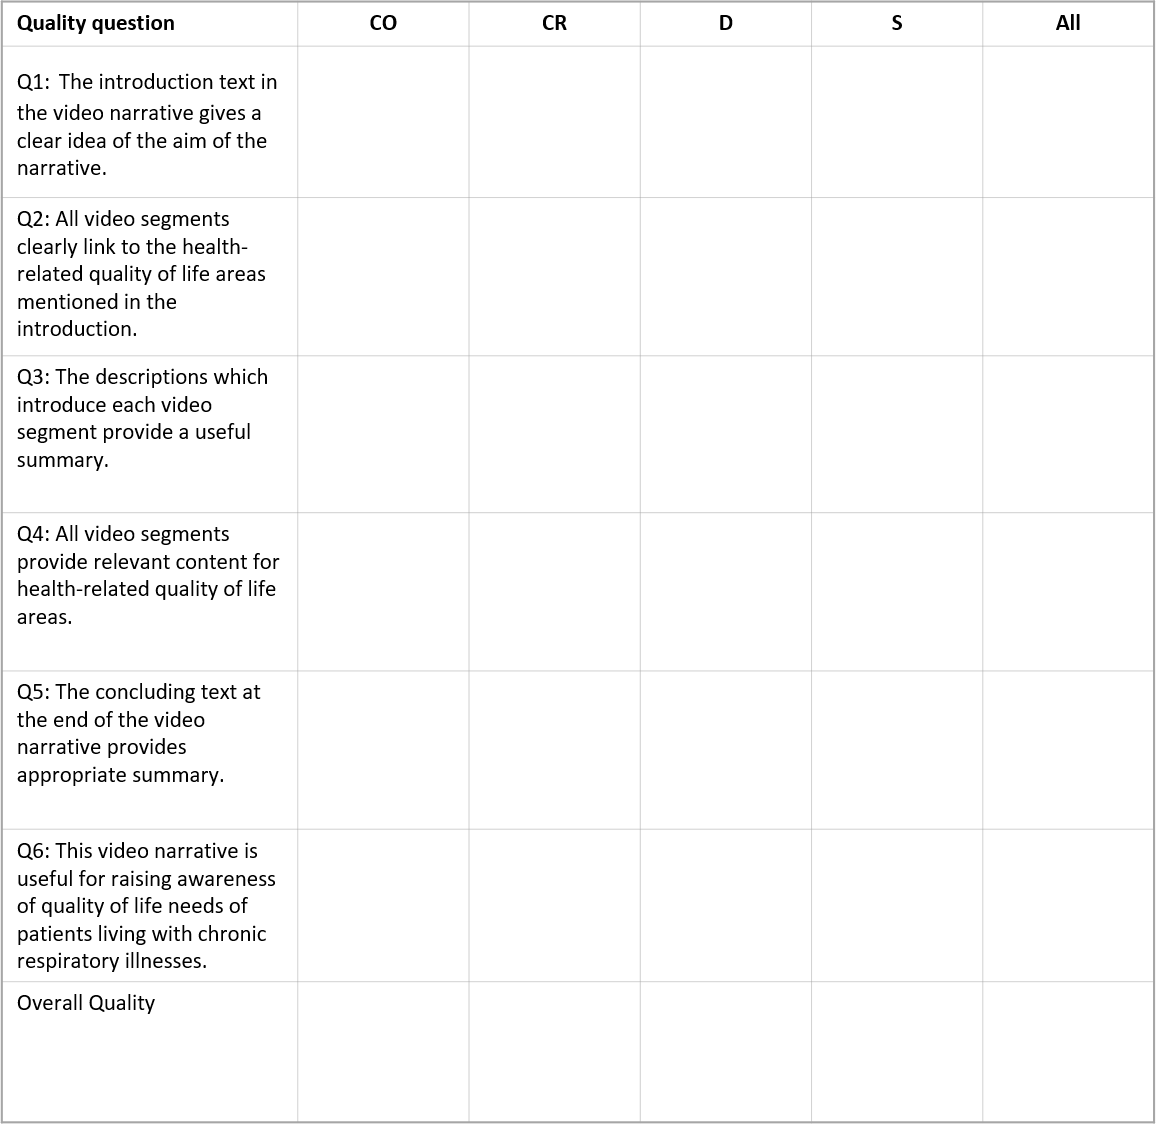 Quality question CO CR D S All
Q1: The introduction text in
the video narrative gives a
clear idea of the aim of the
narrative.
Q2: All video segments
clearly link to the health-
related quality of life areas
mentioned in the
introduction.
Q3: The descriptions which
introduce each video
segment provide a useful
summary.
Q4: All video segments
provide relevant content for
health-related quality of life
areas.
Q5: The concluding text at
the end of the video
narrative provides
appropriate summary.
Q6: This video narrative is
useful for raising awareness
of quality of life needs of
patients living with chronic
respiratory illnesses.
Overall Quality